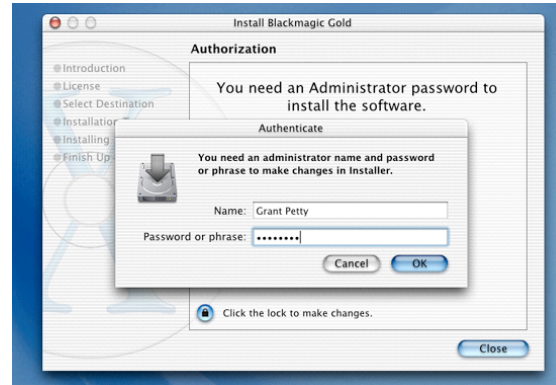 Install Blackmagic Gold
Authorization
Introduction
License
Select Destination
Installation
Installing
Finish Up
You need an Administrator password to
install the software.
Authenticate
You need an administrator name and password
or phrase to make changes in Installer.
Name: Grant Petty
Password or phrase: ••••••••
Cancel OK
Click the lock to make changes.
Close